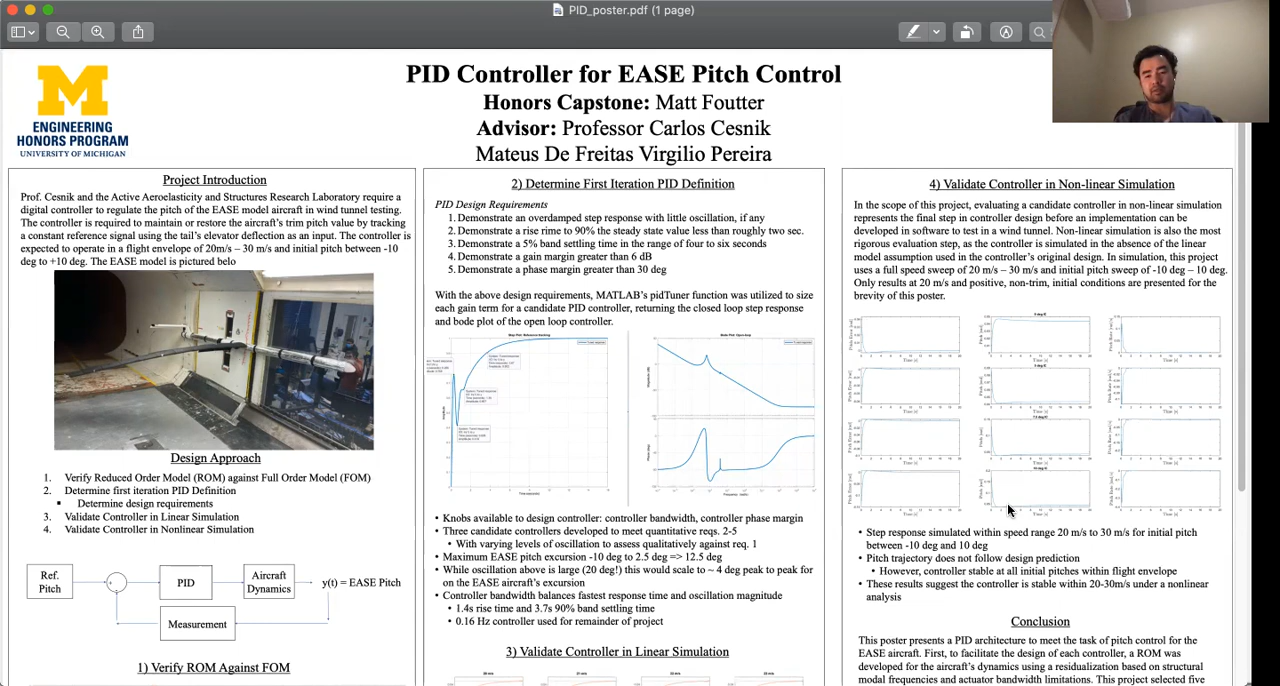 PID_poster.pdf (1 page)
PID Controller for EASE Pitch Control
Honors Capstone: Matt Foutter
Advisor: Professor Carlos Cesnik
Mateus De Freitas Virgilio Pereira
M
ENGINEERING
HONORS PROGRAM
UNIVERSITY OF MICHIGAN
Project Introduction
Prof. Cesnik and the Active Aeroelasticity and Structures Research Laboratory require a
digital controller to regulate the pitch of the EASE model aircraft in wind tunnel testing.
The controller is required to maintain or restore the aircraft's trim pitch value by tracking
a constant reference signal using the tail's elevator deflection as an input. The controller is
expected to operate in a flight envelope of 20m/s – 30 m/s and initial pitch between -10
deg to +10 deg. The EASE model is pictured belo
Design Approach
1. Verify Reduced Order Model (ROM) against Full Order Model (FOM)
2. Determine first iteration PID Definition
▪ Determine design requirements
3. Validate Controller in Linear Simulation
4. Validate Controller in Nonlinear Simulation
Ref.
Pitch
PID
Aircraft
Dynamics
y(t) = EASE Pitch
Measurement
1) Verify ROM Against FOM
2) Determine First Iteration PID Definition
PID Design Requirements
1. Demonstrate an overdamped step response with little oscillation, if any
2. Demonstrate a rise rime to 90% the steady state value less than roughly two sec.
3. Demonstrate a 5% band settling time in the range of four to six seconds
4. Demonstrate a gain margin greater than 6 dB
5. Demonstrate a phase margin greater than 30 deg
With the above design requirements, MATLAB's pidTuner function was utilized to size
each gain term for a candidate PID controller, returning the closed loop step response
and bode plot of the open loop controller.
• Knobs available to design controller: controller bandwidth, controller phase margin
• Three candidate controllers developed to meet quantitative reqs. 2-5
• With varying levels of oscillation to assess qualitatively against req. 1
• Maximum EASE pitch excursion -10 deg to 2.5 deg => 12.5 deg
• While oscillation above is large (20 deg!) this would scale to ~ 4 deg peak to peak for
on the EASE aircraft's excursion
• Controller bandwidth balances fastest response time and oscillation magnitude
• 1.4s rise time and 3.7s 90% band settling time
• 0.16 Hz controller used for remainder of project
3) Validate Controller in Linear Simulation
4) Validate Controller in Non-linear Simulation
In the scope of this project, evaluating a candidate controller in non-linear simulation
represents the final step in controller design before an implementation can be
developed in software to test in a wind tunnel. Non-linear simulation is also the most
rigorous evaluation step, as the controller is simulated in the absence of the linear
model assumption used in the controller's original design. In simulation, this project
uses a full speed sweep of 20 m/s – 30 m/s and initial pitch sweep of -10 deg – 10 deg.
Only results at 20 m/s and positive, non-trim, initial conditions are presented for the
brevity of this poster.
• Step response simulated within speed range 20 m/s to 30 m/s for initial pitch
between -10 deg and 10 deg
• Pitch trajectory does not follow design prediction
• However, controller stable at all initial pitches within flight envelope
• These results suggest the controller is stable within 20-30m/s under a nonlinear
analysis
Conclusion
This poster presents a PID architecture to meet the task of pitch control for the
EASE aircraft. First, to facilitate the design of each controller, a ROM was
developed for the aircraft's dynamics using a residualization based on structural
modal frequencies and actuator bandwidth limitations. This project selected five